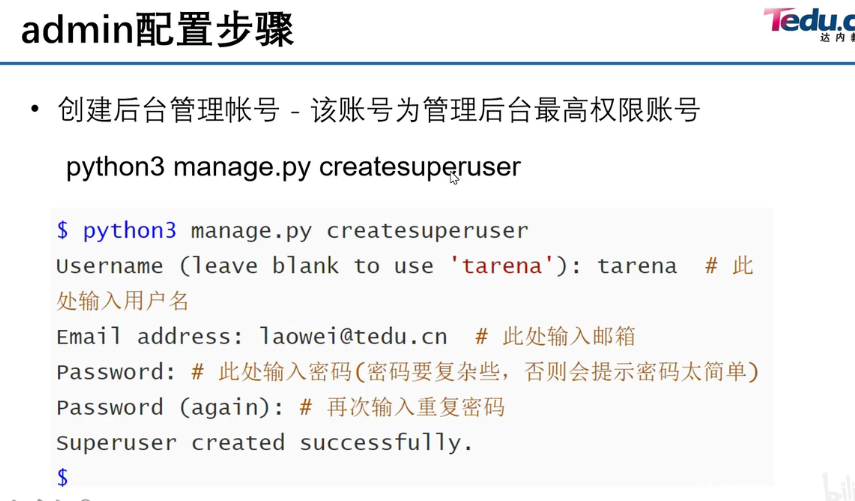 admin配置步骤
Tedu.c
达内教
• 创建后台管理帐号 - 该账号为管理后台最高权限账号
python3 manage.py createsuperuser
$ python3 manage.py createsuperuser
Username (leave blank to use 'tarena'): tarena # 此
处输入用户名
Email address: laowei@tedu.cn # 此处输入邮箱
Password: # 此处输入密码(密码要复杂些，否则会提示密码太简单)
Password (again): # 再次输入重复密码
Superuser created successfully.
$
bili